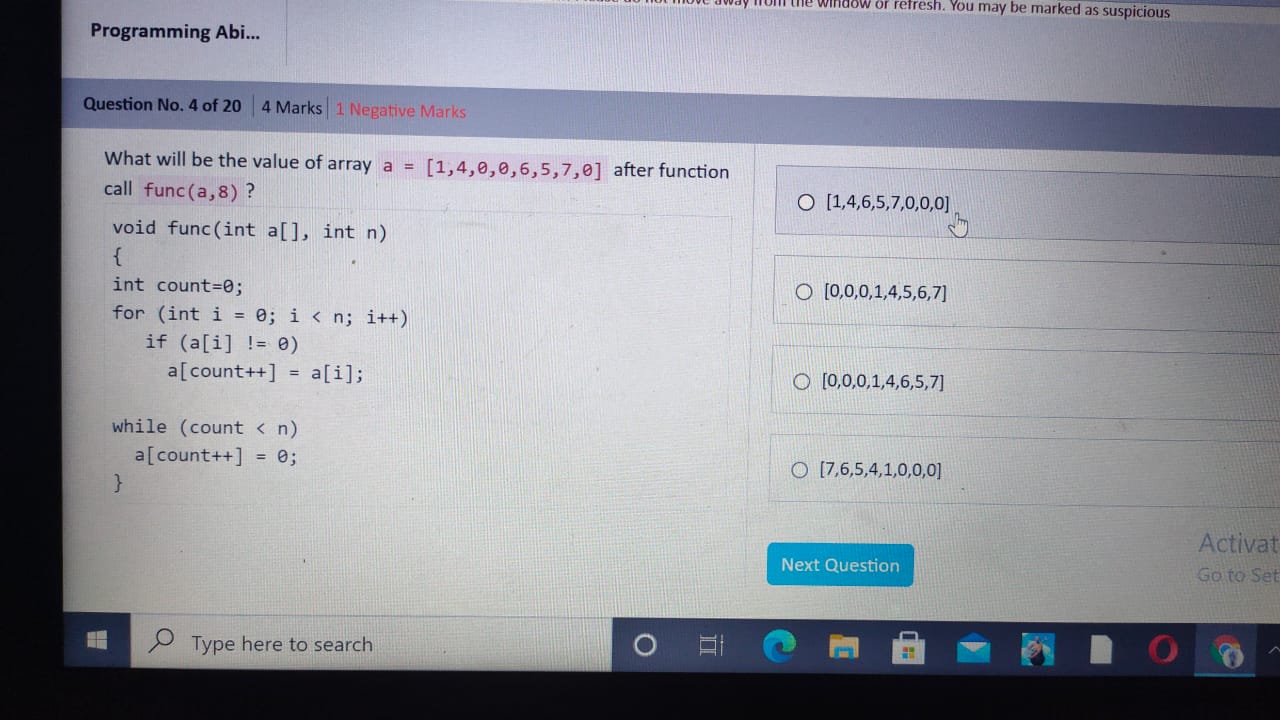 move away from the window or refresh. You may be marked as suspicious
Programming Abi...
Question No. 4 of 20 4 Marks 1 Negative Marks
What will be the value of array a = [1,4,0,0,6,5,7,0] after function
call func(a,8) ?
void func(int a[], int n)
{
int count=0;
for (int i = 0; i < n; i++)
if (a[i] != 0)
a[count++] = a[i];
while (count < n)
a[count++] = 0;
}
[1,4,6,5,7,0,0,0]
[0,0,0,1,4,5,6,7]
[0,0,0,1,4,6,5,7]
[7,6,5,4,1,0,0,0]
Next Question
Activat
Go to Set
Type here to search